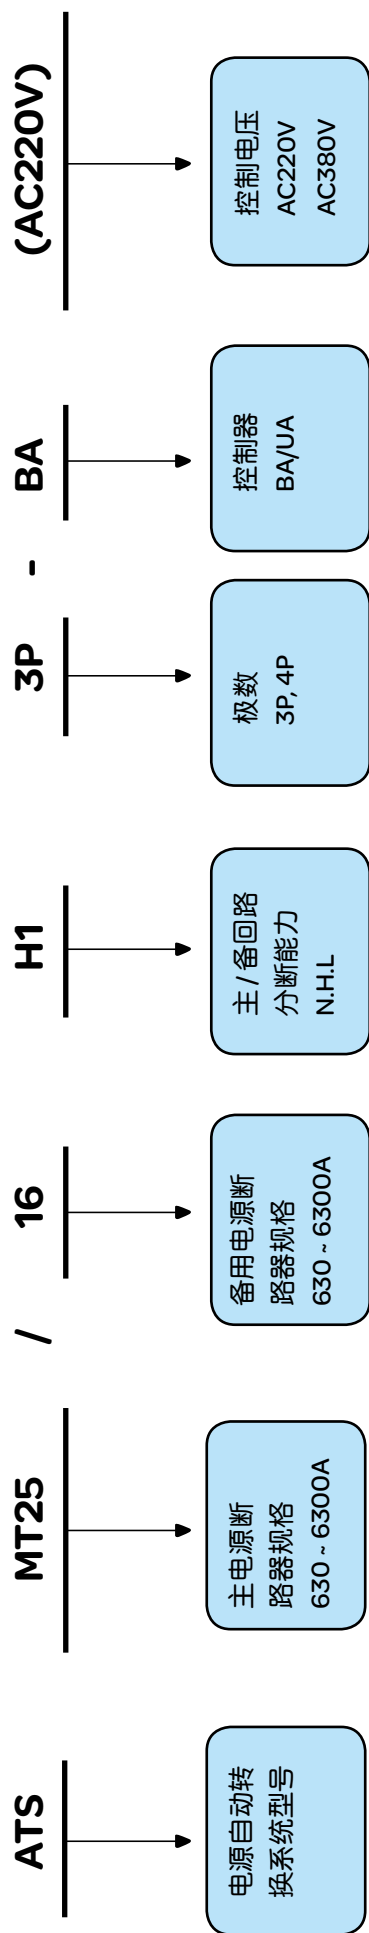 ATS MT25 / 16 H1 3P - BA (AC220V)
电源自动转
换系统型号
主电源断
路器规格
630 ~ 6300A
备用电源断
路器规格
630 ~ 6300A
主/备回路
分断能力
N.H.L
极数
3P, 4P
控制器
BA/UA
控制电压
AC220V
AC380V